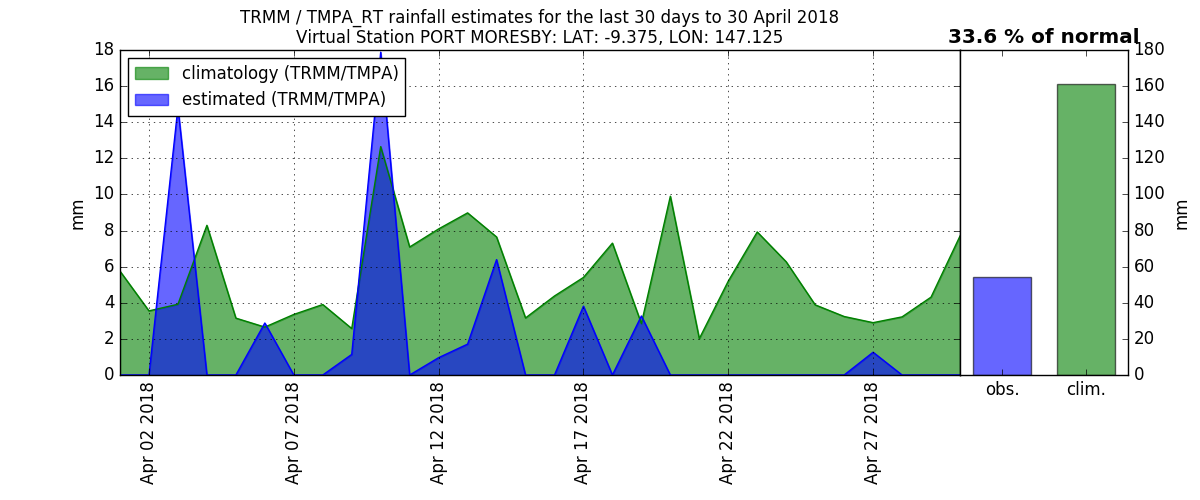 TRMM / TMPA_RT rainfall estimates for the last 30 days to 30 April 2018
Virtual Station PORT MORESBY: LAT: -9.375, LON: 147.125
33.6 % of normal
climatology (TRMM/TMPA)
estimated (TRMM/TMPA)
mm
18
16
14
12
10
8
6
4
2
0
Apr 02 2018
Apr 07 2018
Apr 12 2018
Apr 17 2018
Apr 22 2018
Apr 27 2018
obs.
clim.
180
160
140
120
100
80
60
40
20
0
mm